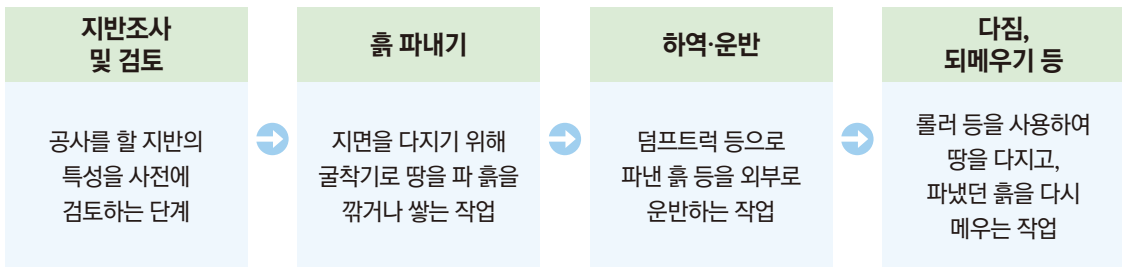 지반조사
및 검토
공사를 할 지반의
특성을 사전에
검토하는 단계
흙 파내기
지면을 다지기 위해
굴착기로 땅을 파 흙을
깎거나 쌓는 작업
하역·운반
덤프트럭 등으로
파낸 흙 등을 외부로
운반하는 작업
다짐,
되메우기 등
롤러 등을 사용하여
땅을 다지고,
파냈던 흙을 다시
메우는 작업